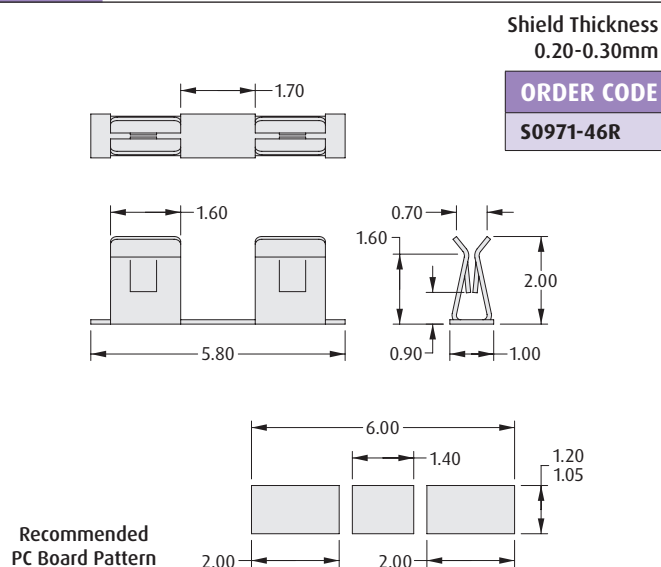 Shield Thickness
0.20-0.30mm
ORDER CODE
S0971-46R
1.70
1.60
0.70
1.60
2.00
5.80
0.90
1.00
6.00
1.40
1.20
1.05
Recommended
PC Board Pattern
2.00
2.00